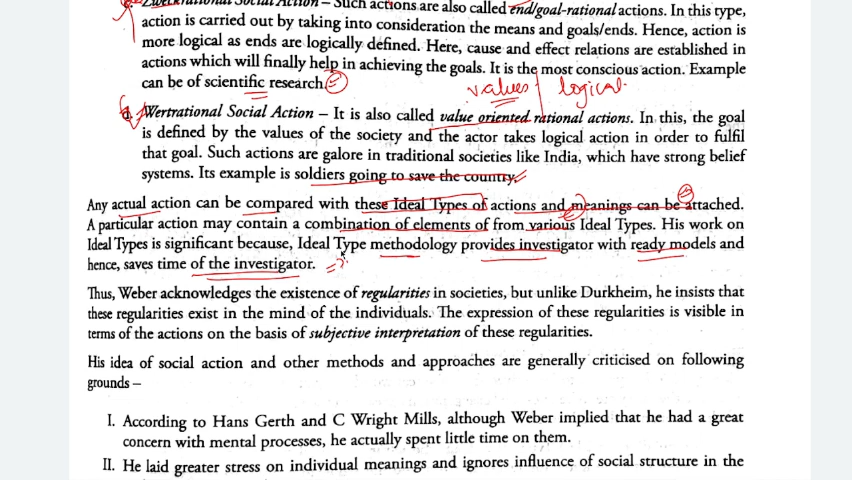 Zweckrational Social Action – Such actions are also called end/goal-rational actions. In this type,
action is carried out by taking into consideration the means and goals/ends. Hence, action is
more logical as ends are logically defined. Here, cause and effect relations are established in
actions which will finally help in achieving the goals. It is the most conscious action. Example
can be of scientific research.
values logical
d. Wertrational Social Action – It is also called value oriented rational actions. In this, the goal
is defined by the values of the society and the actor takes logical action in order to fulfil
that goal. Such actions are galore in traditional societies like India, which have strong belief
systems. Its example is soldiers going to save the country.
Any actual action can be compared with these Ideal Types of actions and meanings can be attached.
A particular action may contain a combination of elements of from various Ideal Types. His work on
Ideal Types is significant because, Ideal Type methodology provides investigator with ready models and
hence, saves time of the investigator.
Thus, Weber acknowledges the existence of regularities in societies, but unlike Durkheim, he insists that
these regularities exist in the mind of the individuals. The expression of these regularities is visible in
terms of the actions on the basis of subjective interpretation of these regularities.
His idea of social action and other methods and approaches are generally criticised on following
grounds –
I. According to Hans Gerth and C Wright Mills, although Weber implied that he had a great
concern with mental processes, he actually spent little time on them.
II. He laid greater stress on individual meanings and ignores influence of social structure in the